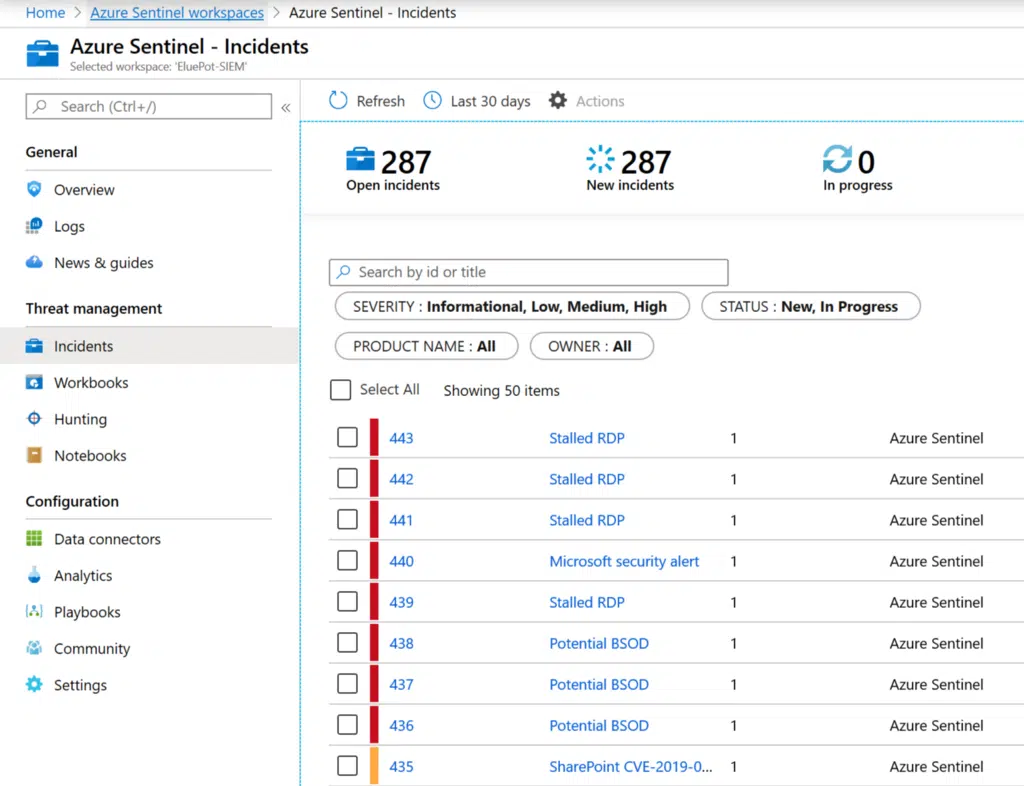 Home > Azure Sentinel workspaces > Azure Sentinel - Incidents
Azure Sentinel - Incidents
Selected workspace: 'EluePot-SIEM'
Search (Ctrl+/)
«
Refresh
Last 30 days
Actions
General
Overview
Logs
News & guides
Threat management
Incidents
Workbooks
Hunting
Notebooks
Configuration
Data connectors
Analytics
Playbooks
Community
Settings
287
Open incidents
287
New incidents
0
In progress
Search by id or title
SEVERITY : Informational, Low, Medium, High
STATUS : New, In Progress
PRODUCT NAME : All
OWNER : All
Select All
Showing 50 items
443 Stalled RDP 1 Azure Sentinel
442 Stalled RDP 1 Azure Sentinel
441 Stalled RDP 1 Azure Sentinel
440 Microsoft security alert 1 Azure Sentinel
439 Stalled RDP 1 Azure Sentinel
438 Potential BSOD 1 Azure Sentinel
437 Potential BSOD 1 Azure Sentinel
436 Potential BSOD 1 Azure Sentinel
435 SharePoint CVE-2019-0... 1 Azure Sentinel